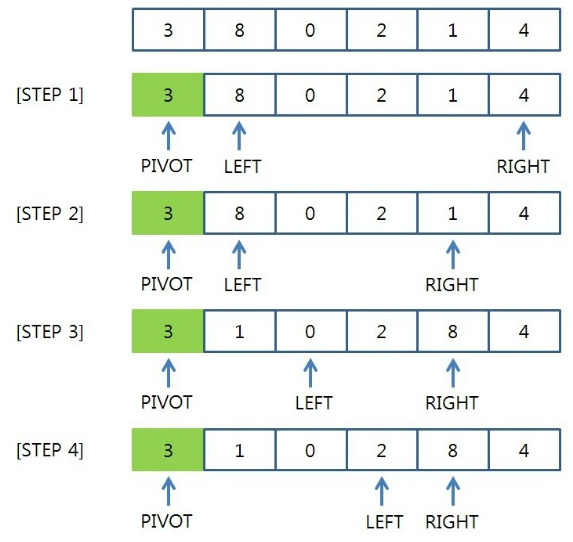 3 8 0 2 1 4
[STEP 1] 3 8 0 2 1 4
PIVOT LEFT RIGHT
[STEP 2] 3 8 0 2 1 4
PIVOT LEFT RIGHT
[STEP 3] 3 1 0 2 8 4
PIVOT LEFT RIGHT
[STEP 4] 3 1 0 2 8 4
PIVOT LEFT RIGHT